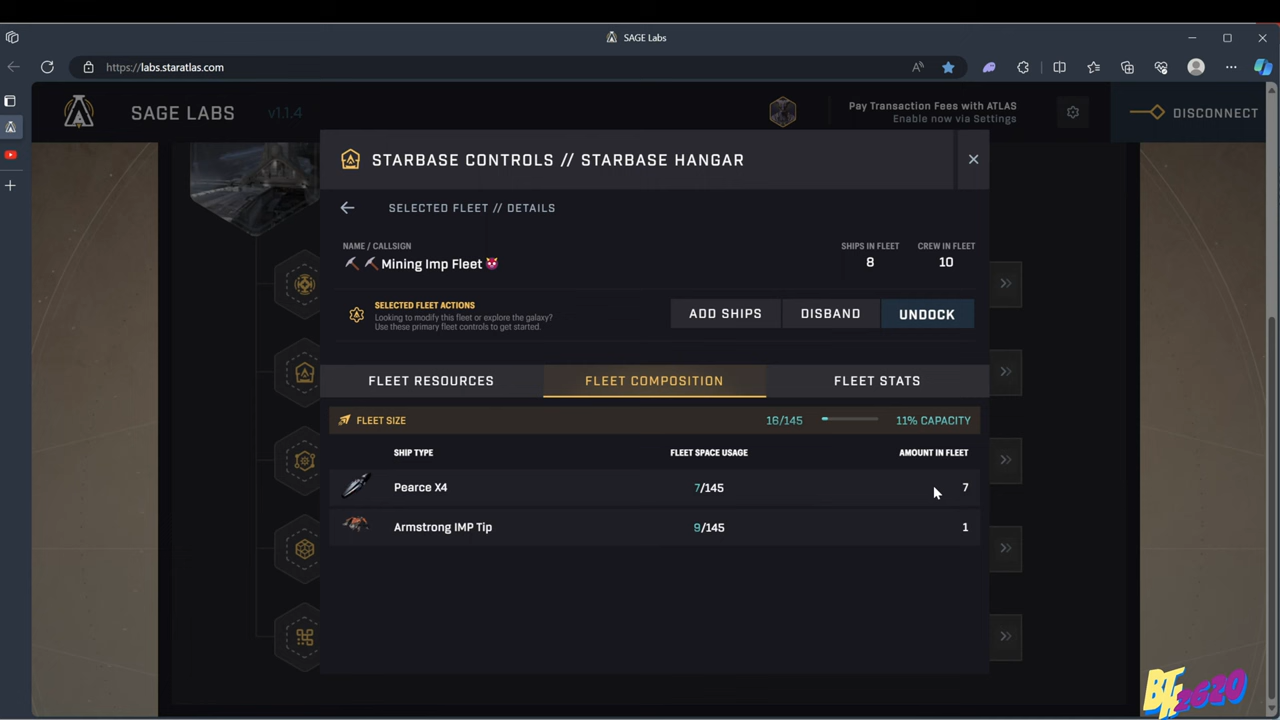 SAGE Labs
https://labs.staratlas.com
SAGE LABS
v1.1.4
Pay Transaction Fees with ATLAS
Enable now via Settings
DISCONNECT
STARBASE CONTROLS // STARBASE HANGAR
SELECTED FLEET // DETAILS
NAME / CALLSIGN
SHIPS IN FLEET
CREW IN FLEET
Mining Imp Fleet
8
10
SELECTED FLEET ACTIONS
Looking to modify this fleet or explore the galaxy?
Use these primary fleet controls to get started.
ADD SHIPS
DISBAND
UNDOCK
FLEET RESOURCES
FLEET COMPOSITION
FLEET STATS
FLEET SIZE
16/145
11% CAPACITY
SHIP TYPE
FLEET SPACE USAGE
AMOUNT IN FLEET
Pearce X4
7/145
7
Armstrong IMP Tip
9/145
1